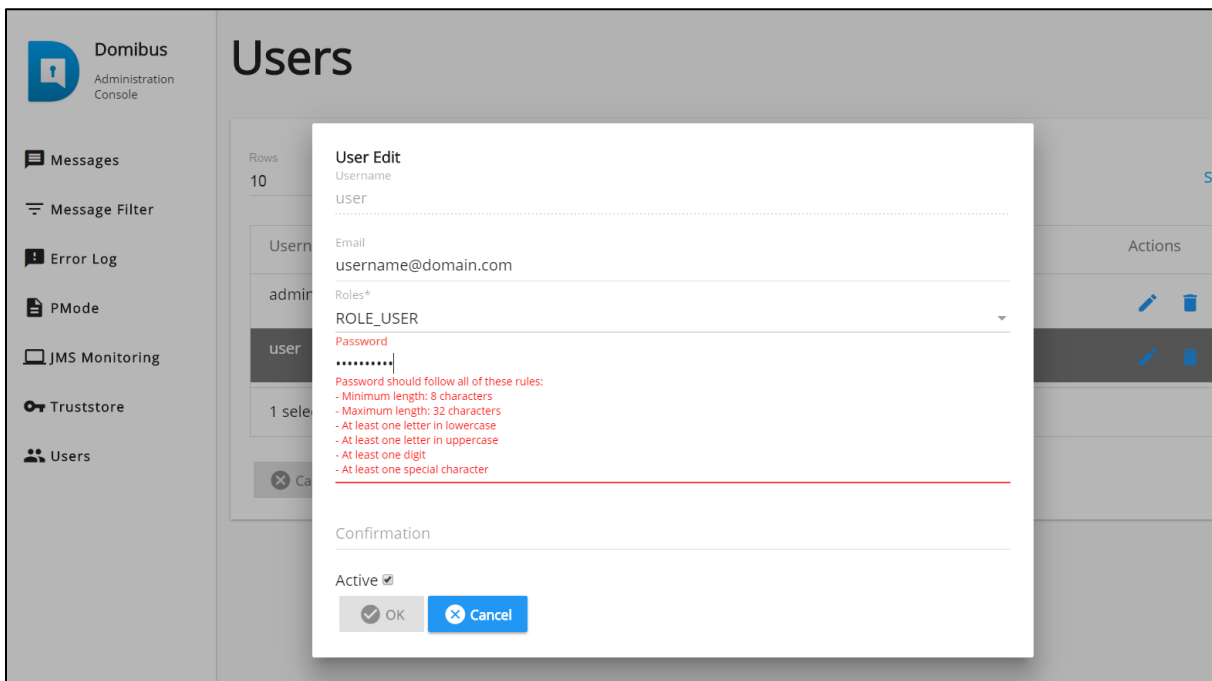 Domibus
Administration
Console
Messages
Message Filter
Error Log
PMode
JMS Monitoring
Truststore
Users
Users
Rows
10
S
Usern
Actions
admin
user
1 sele
Ca
User Edit
Username
user
Email
username@domain.com
Roles*
ROLE_USER
Password
••••••••••
Password should follow all of these rules:
- Minimum length: 8 characters
- Maximum length: 32 characters
- At least one letter in lowercase
- At least one letter in uppercase
- At least one digit
- At least one special character
Confirmation
Active
OK
Cancel